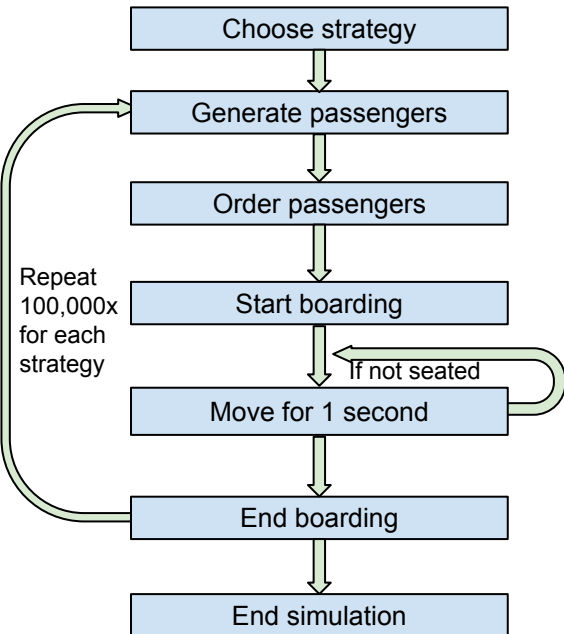 Choose strategy
Generate passengers
Order passengers
Repeat
100,000x
for each
strategy
Start boarding
If not seated
Move for 1 second
End boarding
End simulation